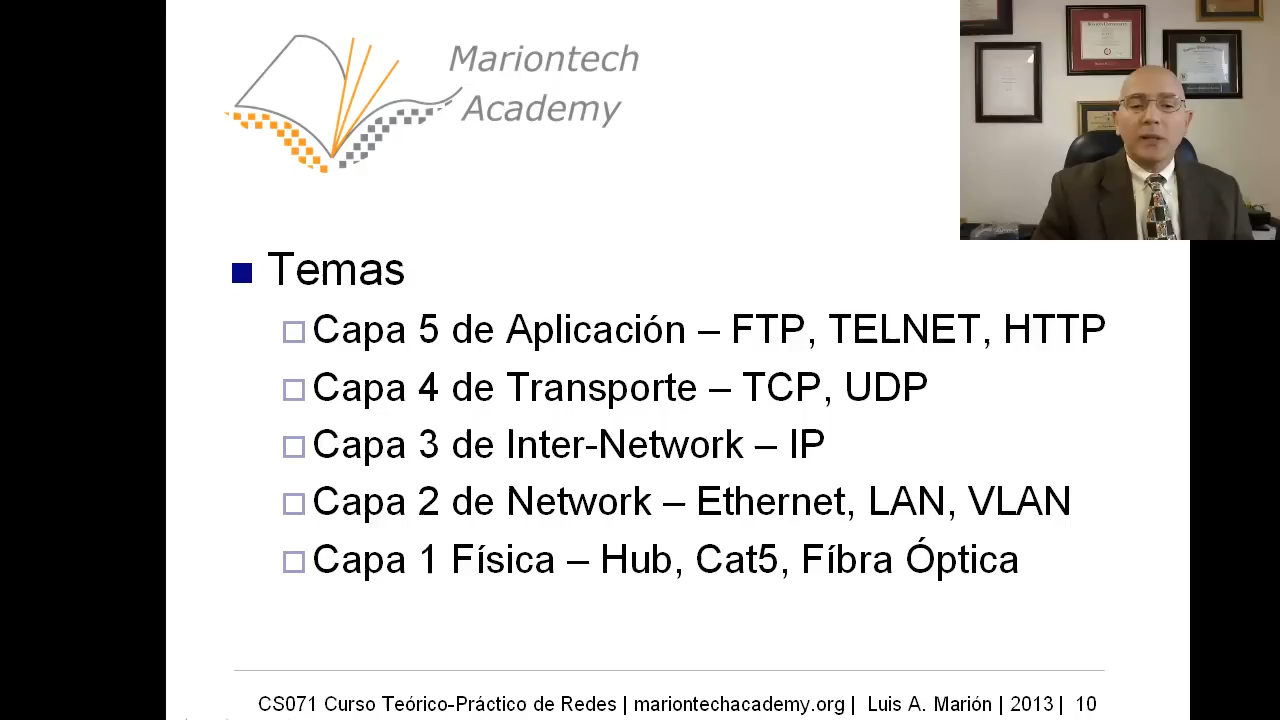 Mariontech
Academy
Temas
Capa 5 de Aplicación – FTP, TELNET, HTTP
Capa 4 de Transporte – TCP, UDP
Capa 3 de Inter-Network – IP
Capa 2 de Network – Ethernet, LAN, VLAN
Capa 1 Física – Hub, Cat5, Fíbra Óptica
CS071 Curso Teórico-Práctico de Redes | mariontechacademy.org | Luis A. Marión | 2013 | 10